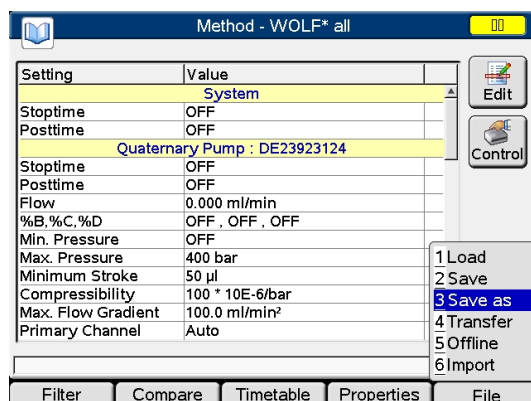 Method - WOLF* all
Setting Value
System
Stoptime OFF
Posttime OFF
Quaternary Pump : DE23923124
Stoptime OFF
Posttime OFF
Flow 0.000 ml/min
%B,%C,%D OFF , OFF , OFF
Min. Pressure OFF
Max. Pressure 400 bar
Minimum Stroke 50 µl
Compressibility 100 * 10E-6/bar
Max. Flow Gradient 100.0 ml/min²
Primary Channel Auto
Edit
Control
1 Load
2 Save
3 Save as
4 Transfer
5 Offline
6 Import
Filter Compare Timetable Properties File